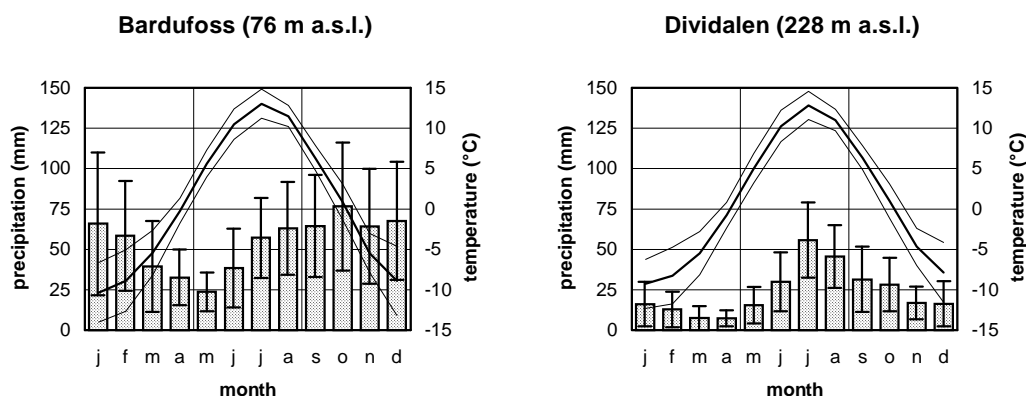 Bardufoss (76 m a.s.l.)
150
125
100
75
50
25
0
precipitation (mm)
15
10
5
0
-5
-10
-15
temperature (°C)
j f m a m j j a s o n d
month
Dividalen (228 m a.s.l.)
150
125
100
75
50
25
0
precipitation (mm)
15
10
5
0
-5
-10
-15
temperature (°C)
j f m a m j j a s o n d
month